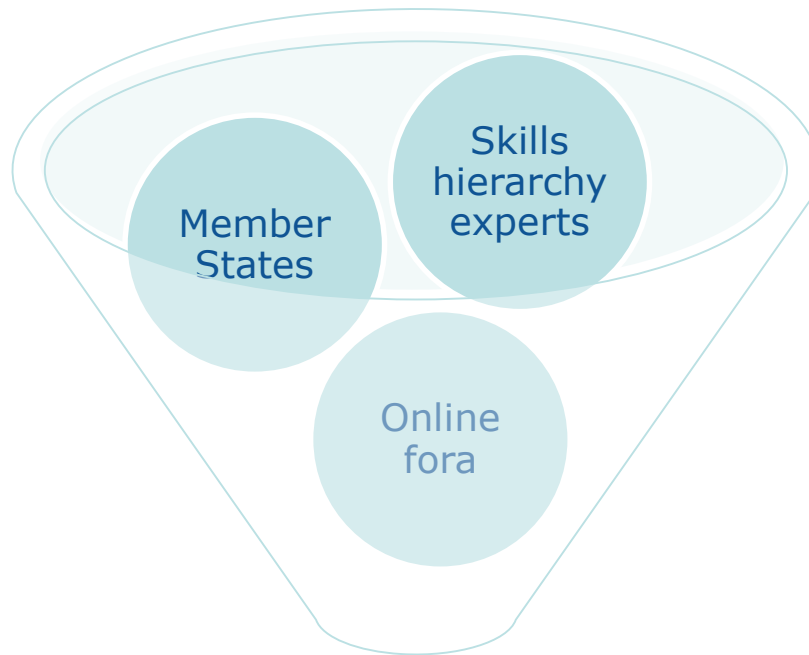 Skills
hierarchy
experts
Member
States
Online
fora